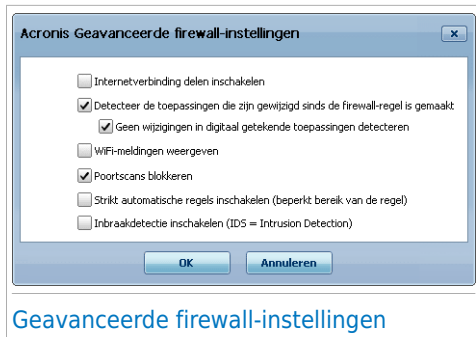 Acronis Geavanceerde firewall-instellingen
Internetverbinding delen inschakelen
Detecteer de toepassingen die zijn gewijzigd sinds de firewall-regel is gemaakt
Geen wijzigingen in digitaal getekende toepassingen detecteren
WiFi-meldingen weergeven
Poortscans blokkeren
Strikt automatische regels inschakelen (beperkt bereik van de regel)
Inbraakdetectie inschakelen (IDS = Intrusion Detection)
OK Annuleren
Geavanceerde firewall-instellingen